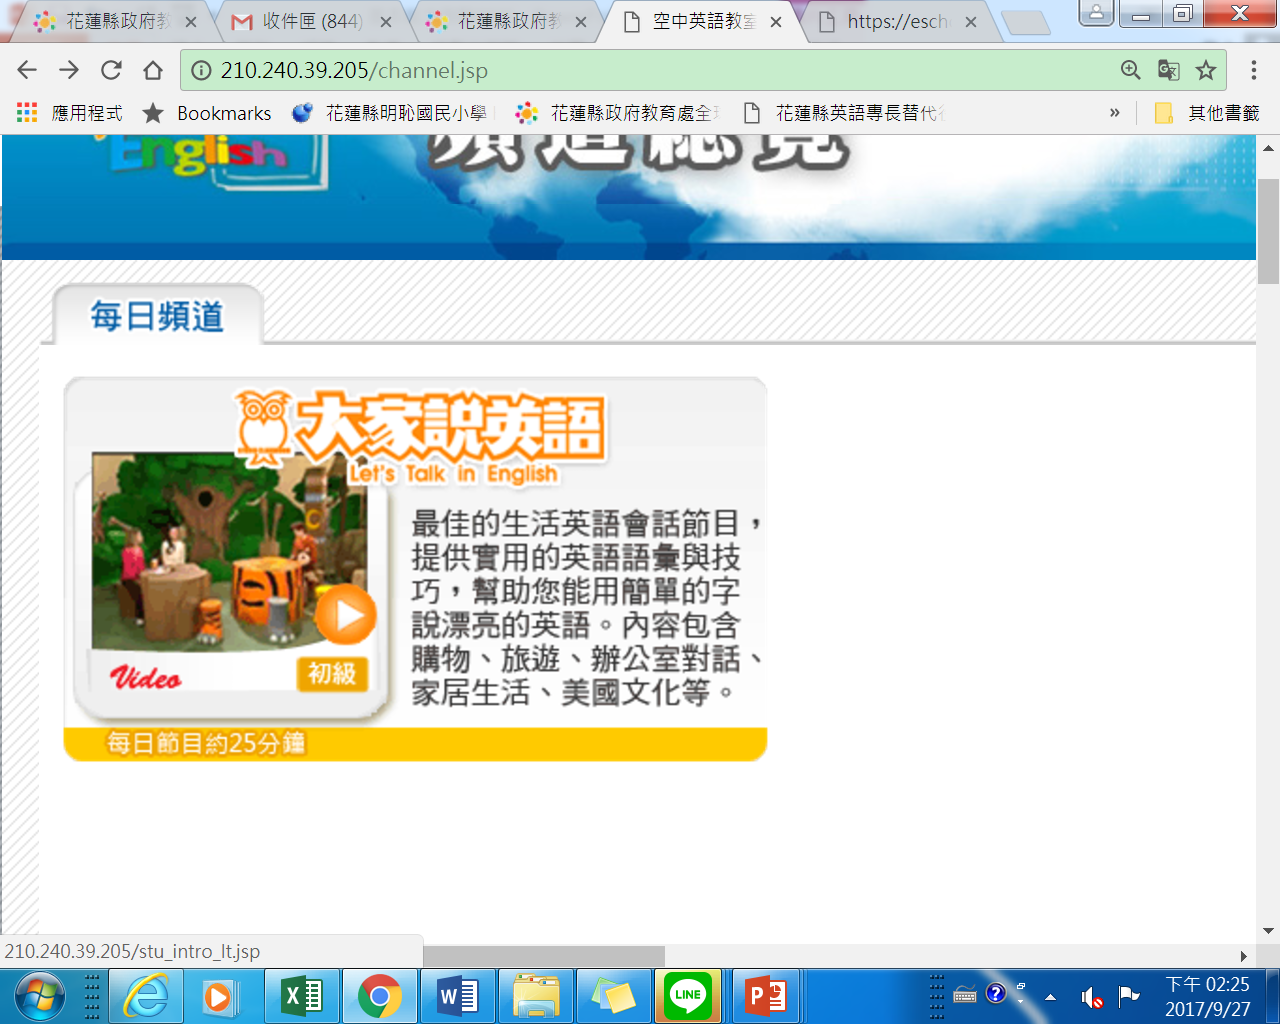 花蓮縣政府教
收件匣 (844)
花蓮縣政府教
空中英語教室
https://esch
210.240.39.205/channel.jsp
應用程式
Bookmarks
花蓮縣明恥國民小學
花蓮縣政府教育處全球
花蓮縣英語專長替代役
»
其他書籤
English
頻道總覽
每日頻道
大家說英語
Let's Talk in English
最佳的生活英語會話節目，
提供實用的英語語彙與技
巧，幫助您能用簡單的字
說漂亮的英語。內容包含
購物、旅遊、辦公室對話、
家居生活、美國文化等。
Video
初級
每日節目約25分鐘
210.240.39.205/stu_intro_lt.jsp
LINE
下午 02:25
2017/9/27